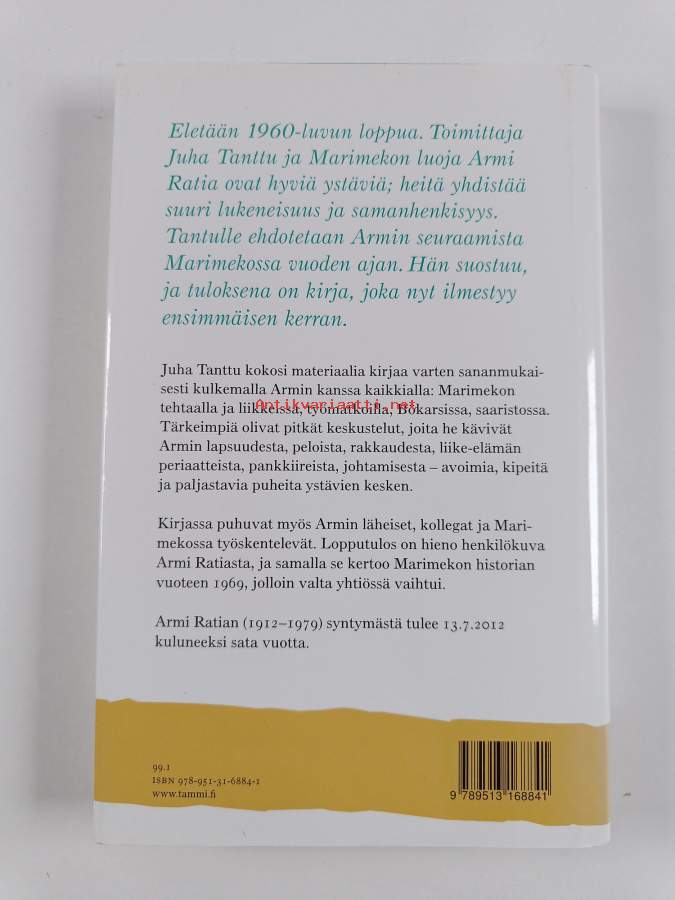 Eletään 1960-luvun loppua. Toimittaja
Juha Tanttu ja Marimekon luoja Armi
Ratia ovat hyviä ystäviä; heitä yhdistää
suuri lukeneisuus ja samanhenkisyys.
Tantulle ehdotetaan Armin seuraamista
Marimekossa vuoden ajan. Hän suostuu,
ja tuloksena on kirja, joka nyt ilmestyy
ensimmäisen kerran.
Juha Tanttu kokosi materiaalia kirjaa varten sananmukai-
sesti kulkemalla Armin kanssa kaikkialla: Marimekon
tehtaalla ja liikkeissä, työmatkoilla, Bökarsissa, saaristossa.
Antikvariaatti.net
Tärkeimpiä olivat pitkät keskustelut, joita he kävivät
Armin lapsuudesta, peloista, rakkaudesta, liike-elämän
periaatteista, pankkiireista, johtamisesta – avoimia, kipeitä
ja paljastavia puheita ystävien kesken.
Kirjassa puhuvat myös Armin läheiset, kollegat ja Mari-
mekossa työskentelevät. Lopputulos on hieno henkilökuva
Armi Ratiasta, ja samalla se kertoo Marimekon historian
vuoteen 1969, jolloin valta yhtiössä vaihtui.
Armi Ratian (1912–1979) syntymästä tulee 13.7.2012
kuluneeksi sata vuotta.
99.1
ISBN 978-951-31-6884-1
www.tammi.fi
9 789513 168841